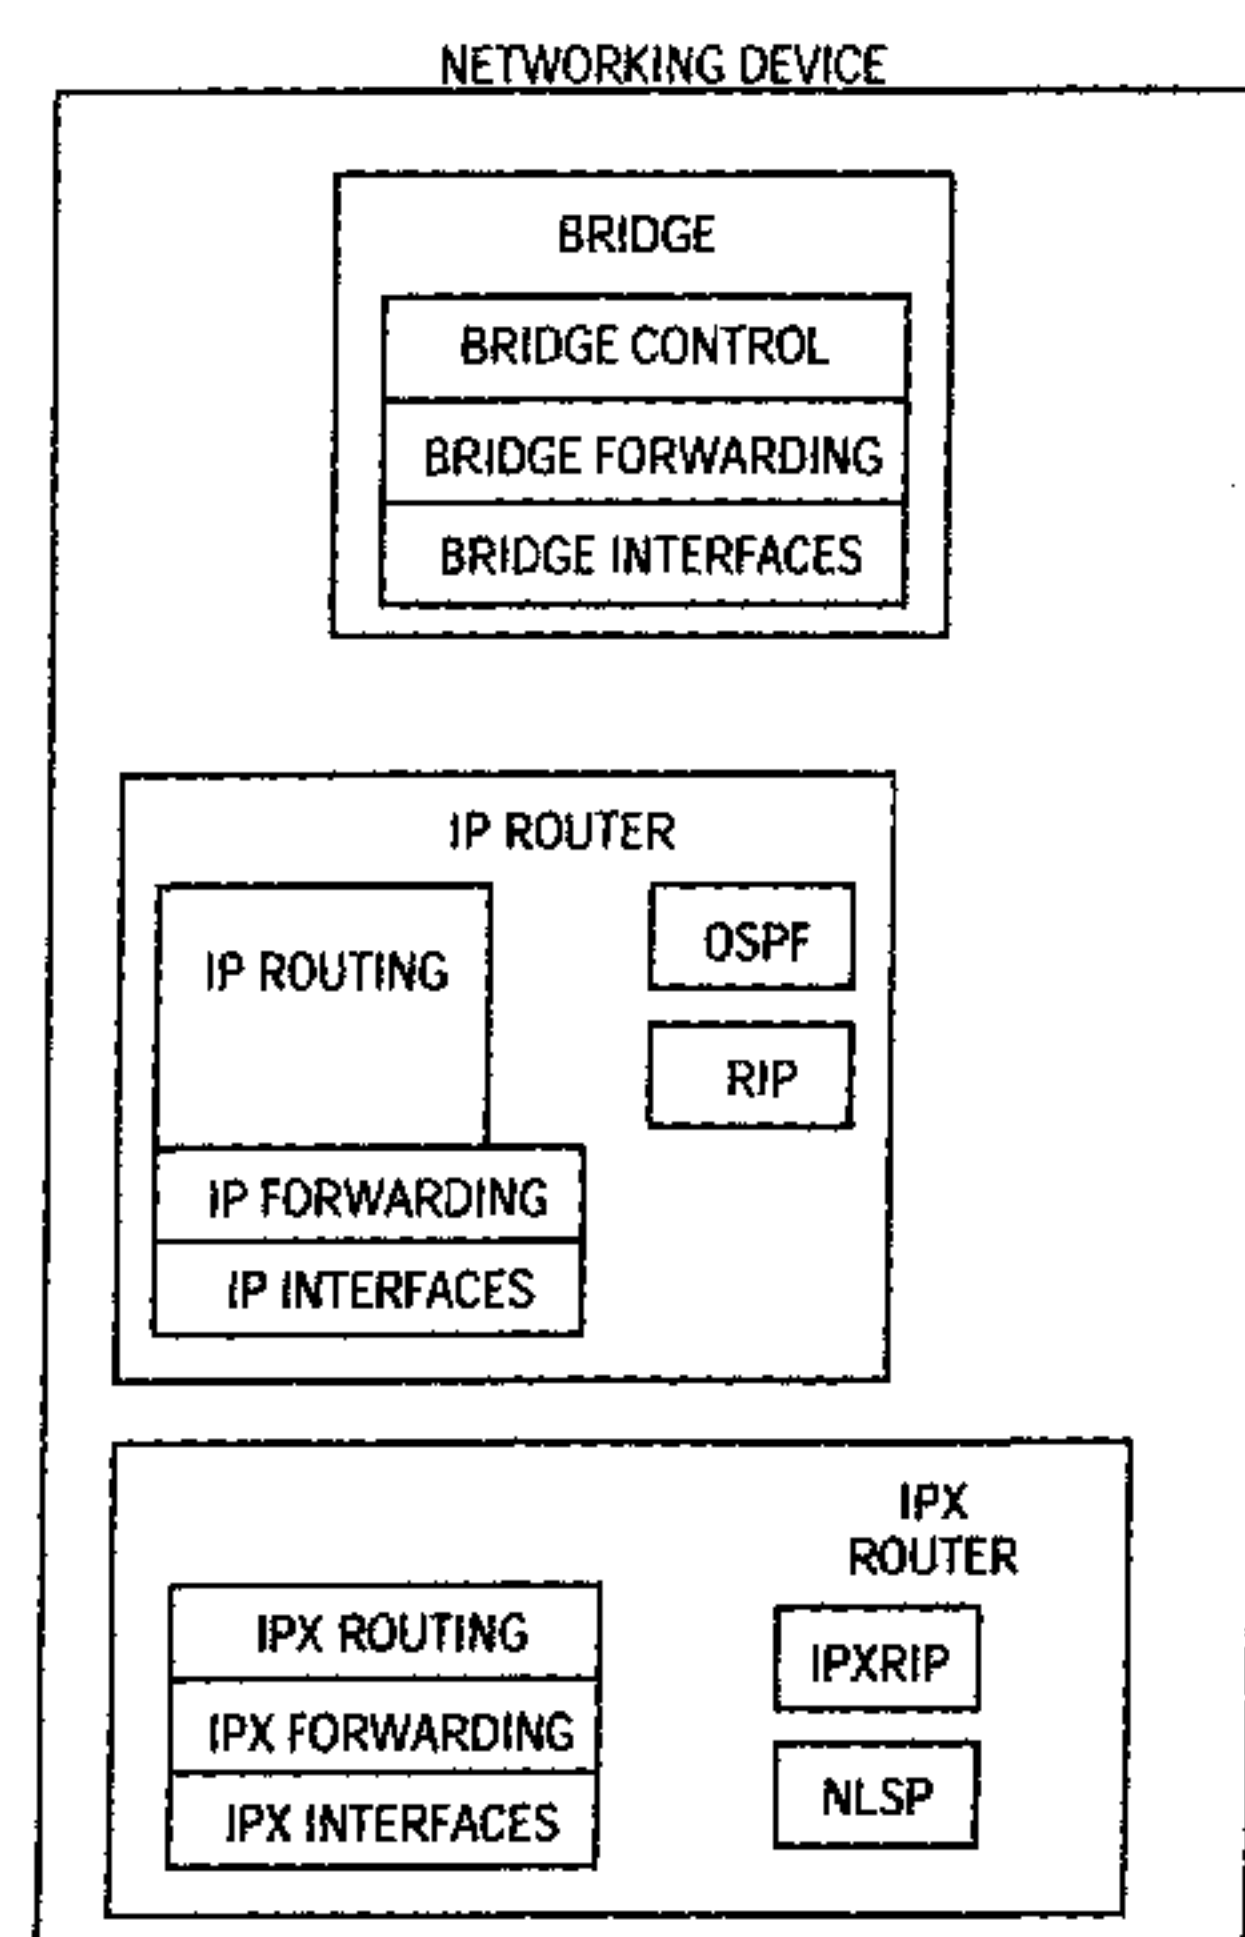 NETWORKING DEVICE
BRIDGE
BRIDGE CONTROL
BRIDGE FORWARDING
BRIDGE INTERFACES
IP ROUTER
IP ROUTING
OSPF
RIP
IP FORWARDING
IP INTERFACES
IPX
ROUTER
IPX ROUTING
IPXRIP
IPX FORWARDING
NLSP
IPX INTERFACES